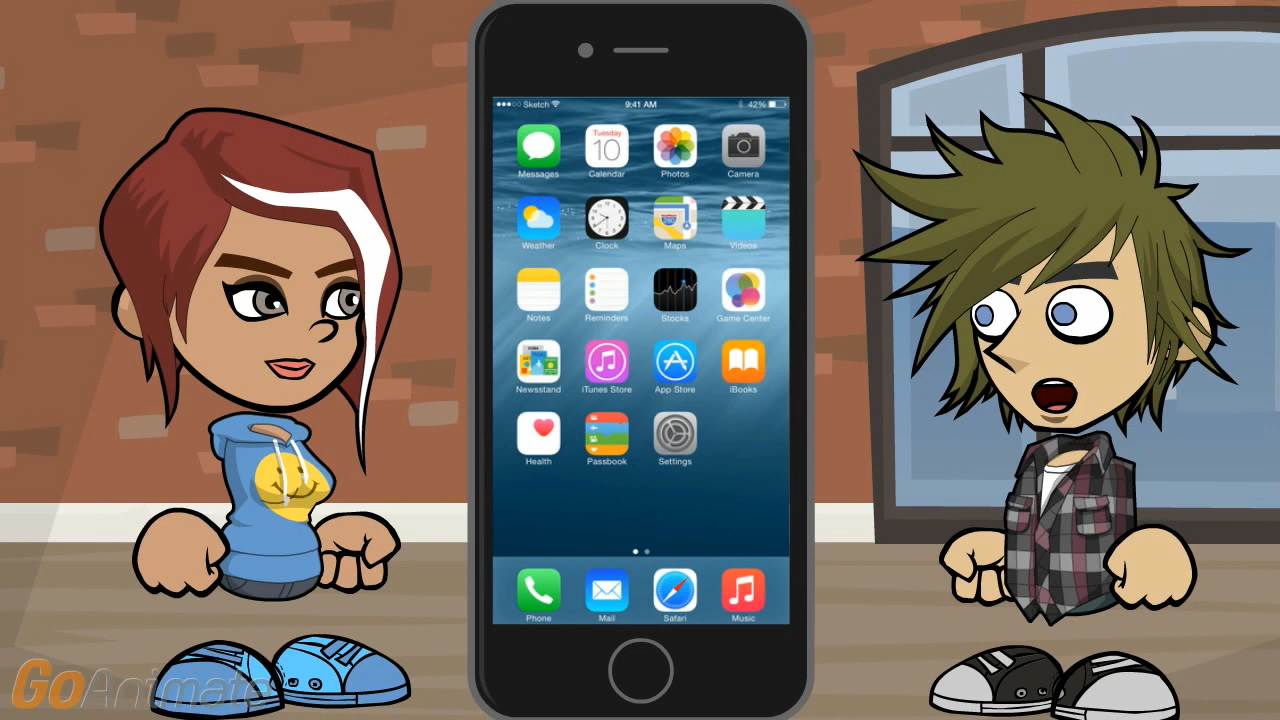 Sketch 9:41 AM 42%
Tuesday
10
Messages Calendar Photos Camera
Weather Clock Maps Videos
Notes Reminders Stocks Game Center
Newsstand iTunes Store App Store iBooks
Health Passbook Settings
Phone Mail Safari Music
GoAnimate